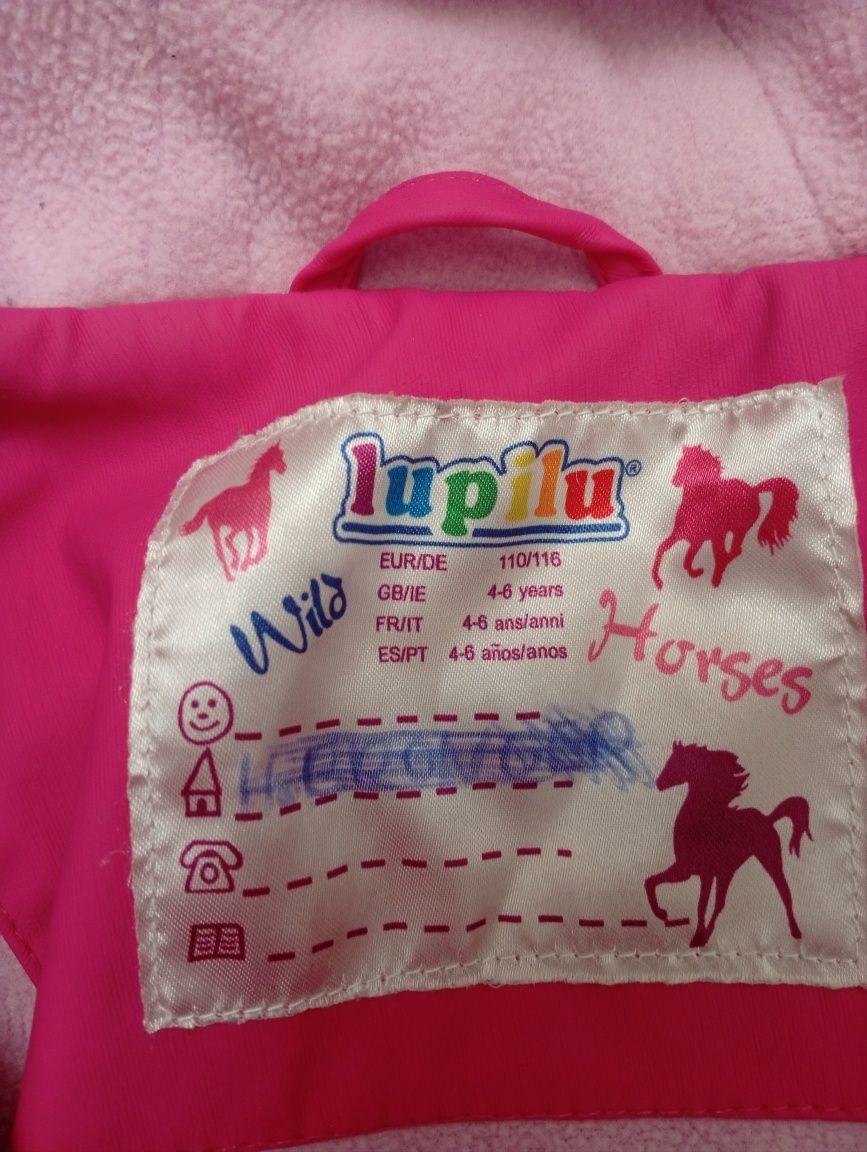 lupilu®
EUR/DE 110/116
GB/IE 4-6 years
FR/IT 4-6 ans/anni
ES/PT 4-6 años/anos
Wild Horses